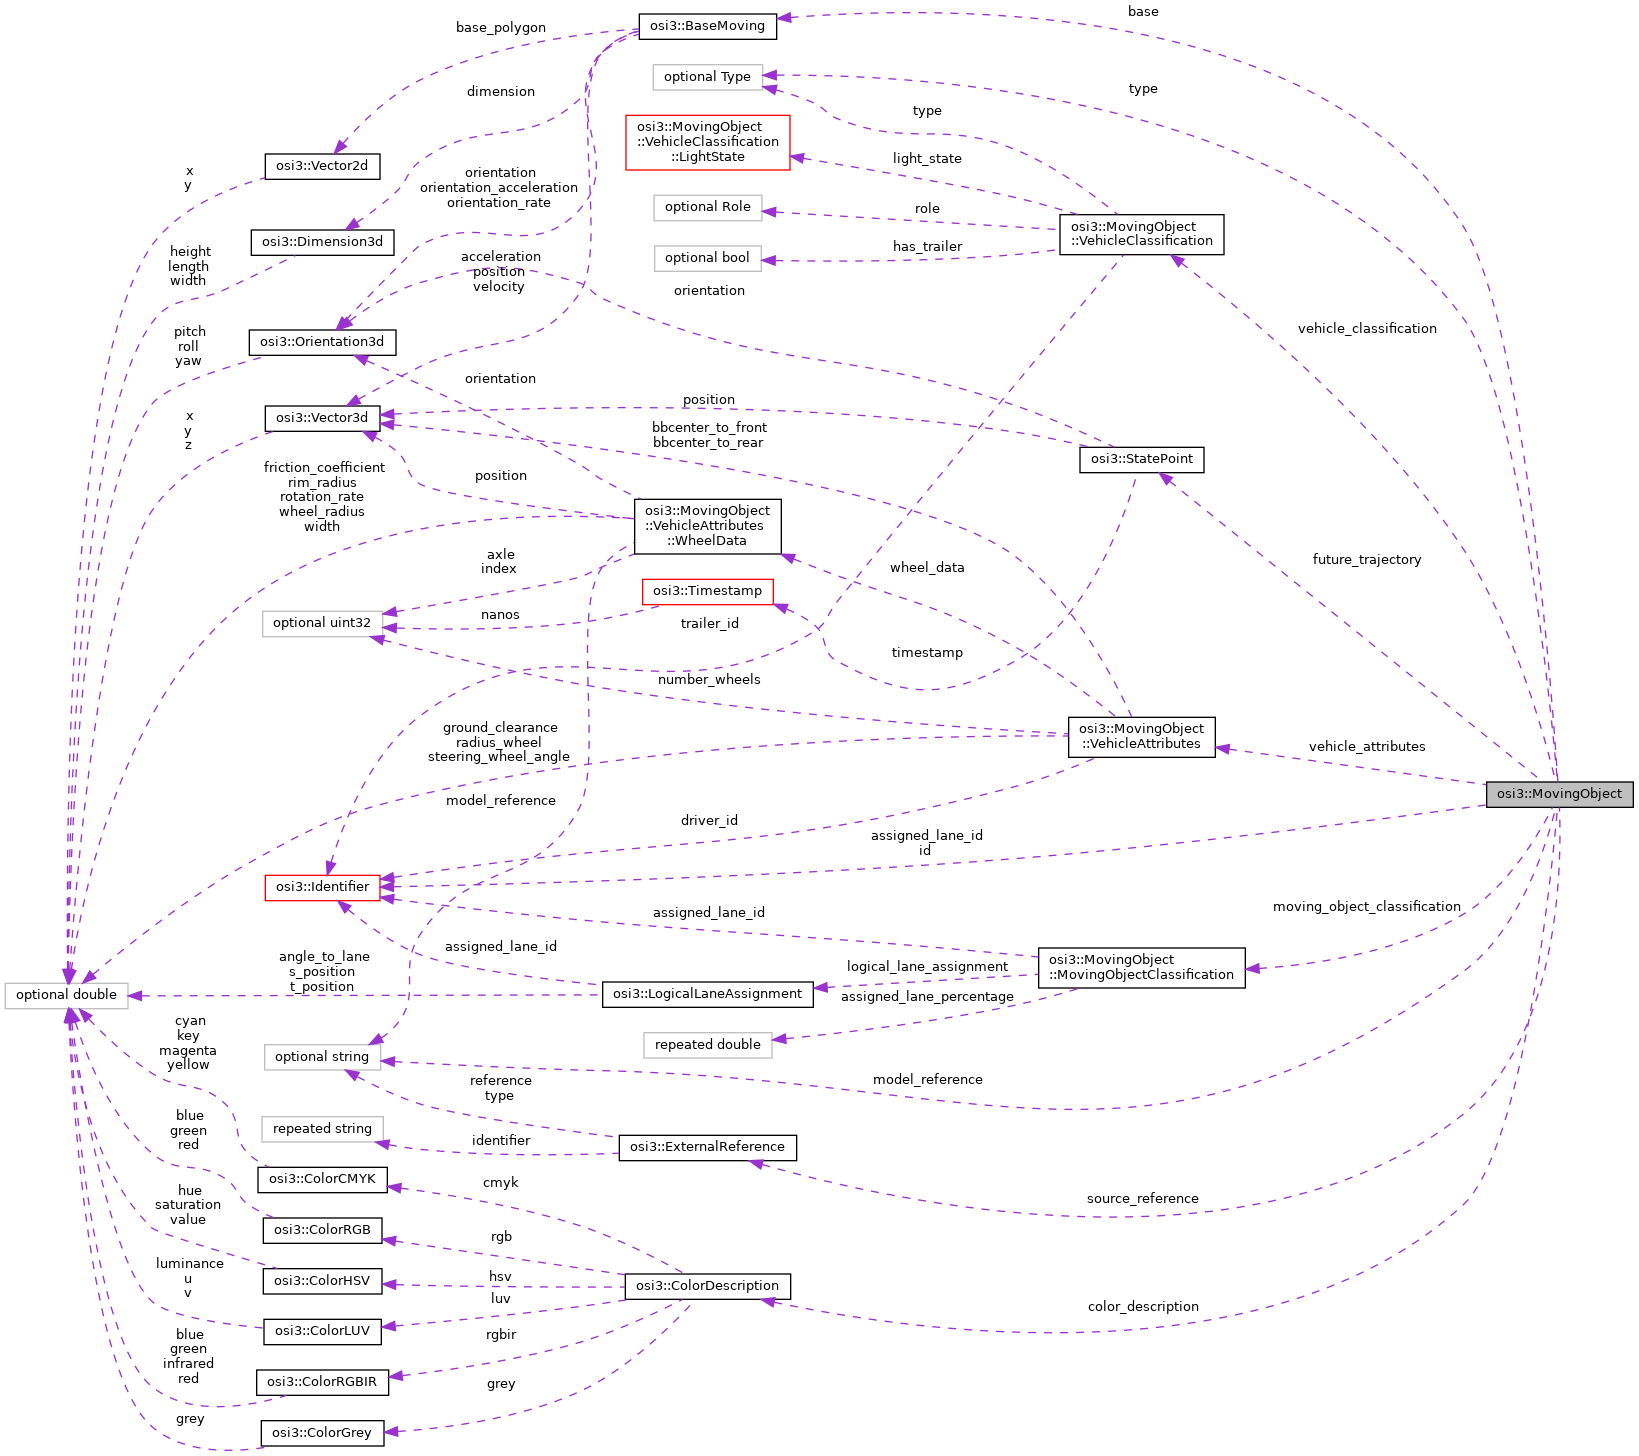 base
osi3::BaseMoving
base_polygon
optional Type
type
dimension
type
osi3::MovingObject
::VehicleClassification
::LightState
light_state
osi3::Vector2d
x
y
orientation
orientation_acceleration
orientation_rate
optional Role
role
osi3::MovingObject
::VehicleClassification
osi3::Dimension3d
height
length
width
optional bool
has_trailer
acceleration
position
velocity
orientation
vehicle_classification
osi3::Orientation3d
pitch
roll
yaw
orientation
position
osi3::Vector3d
x
y
z
bbcenter_to_front
bbcenter_to_rear
osi3::StatePoint
friction_coefficient
rim_radius
rotation_rate
wheel_radius
width
position
osi3::MovingObject
::VehicleAttributes
::WheelData
axle
index
wheel_data
future_trajectory
osi3::Timestamp
nanos
optional uint32
trailer_id
timestamp
number_wheels
ground_clearance
radius_wheel
steering_wheel_angle
osi3::MovingObject
::VehicleAttributes
vehicle_attributes
osi3::MovingObject
model_reference
driver_id
assigned_lane_id
id
osi3::Identifier
assigned_lane_id
moving_object_classification
assigned_lane_id
angle_to_lane
s_position
t_position
logical_lane_assignment
osi3::MovingObject
::MovingObjectClassification
optional double
osi3::LogicalLaneAssignment
assigned_lane_percentage
cyan
key
magenta
yellow
optional string
repeated double
model_reference
reference
type
blue
green
red
repeated string
identifier
osi3::ExternalReference
osi3::ColorCMYK
cmyk
source_reference
hue
saturation
value
osi3::ColorRGB
rgb
luminance
u
v
osi3::ColorHSV
hsv
osi3::ColorDescription
luv
color_description
osi3::ColorLUV
rgbir
blue
green
infrared
red
osi3::ColorRGBIR
grey
grey
osi3::ColorGrey